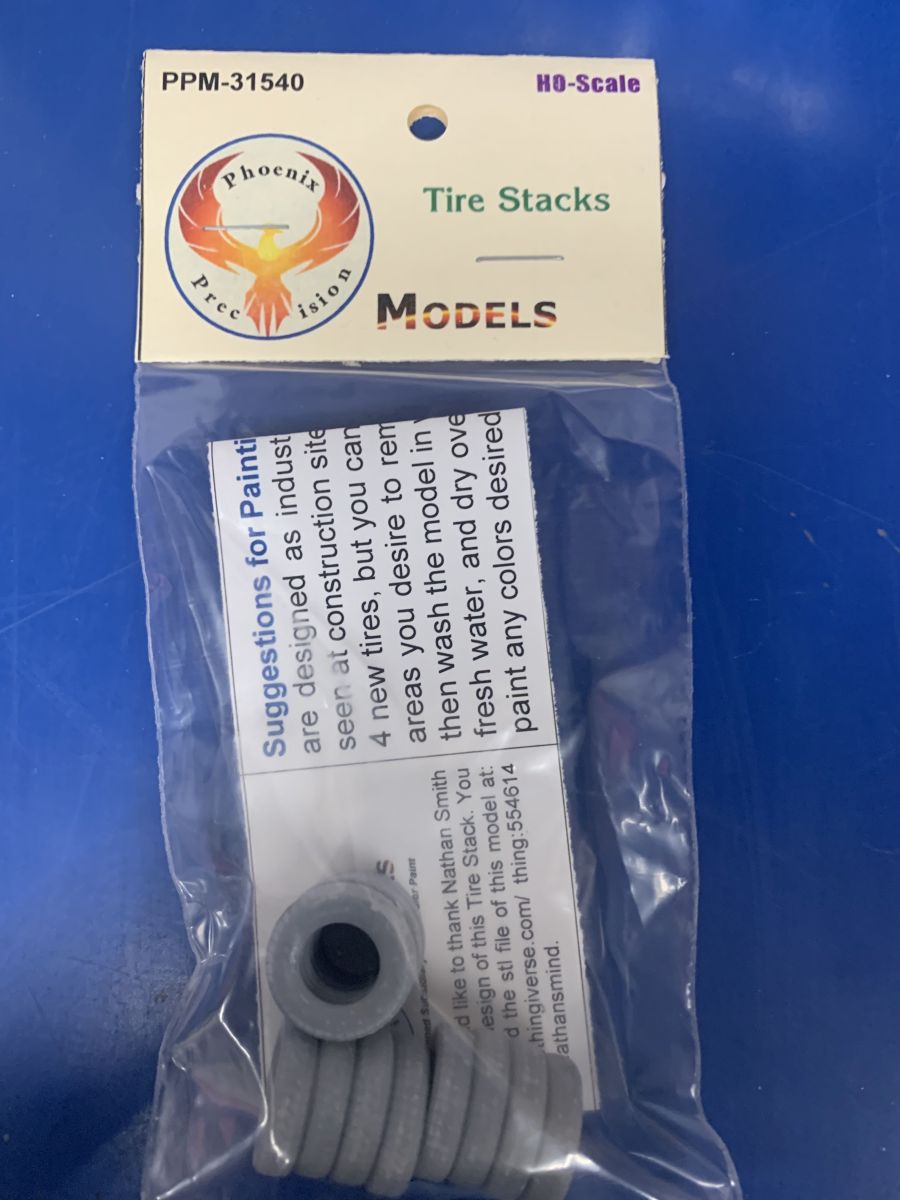 PPM-31540
HO-Scale
Phoenix
Precision
Tire Stacks
MODELS
Suggestions for Painti
are designed as indust
seen at construction site
4 new tires, but you can
areas you desire to rem
then wash the model in
fresh water, and dry ove
paint any colors desired
d like to thank Nathan Smith
esign of this Tire Stack. You
d the stl file of this model at:
hingiverse.com/ thing:554614
athansmind.
or Paint